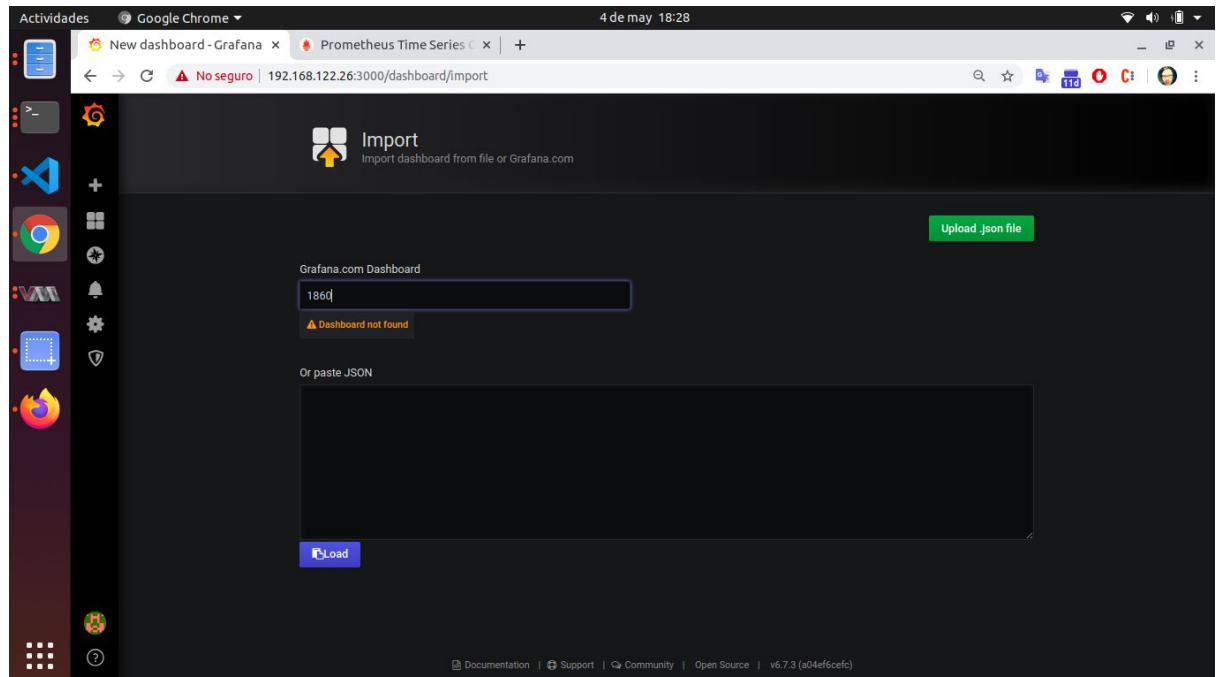 Actividades Google Chrome 4 de may 18:28
New dashboard - Grafana Prometheus Time Series C
No seguro 192.168.122.26:3000/dashboard/import
11d
Import
Import dashboard from file or Grafana.com
Upload .json file
Grafana.com Dashboard
1860
Dashboard not found
Or paste JSON
Load
Documentation | Support | Community | Open Source | v6.7.3 (a04ef6cefc)